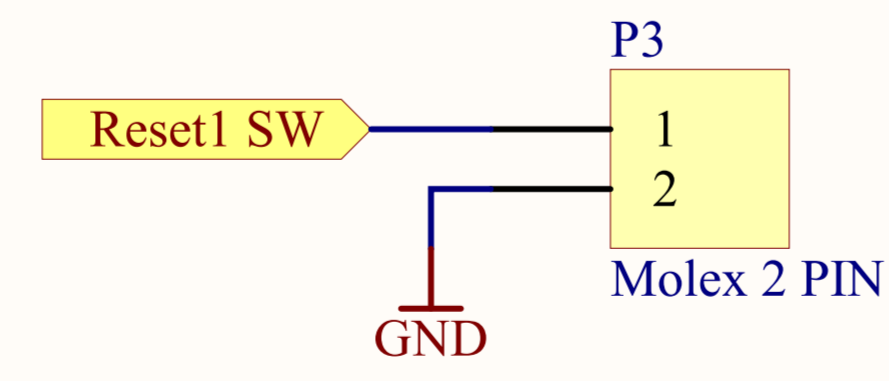 P3
Reset1 SW
1
2
Molex 2 PIN
GND